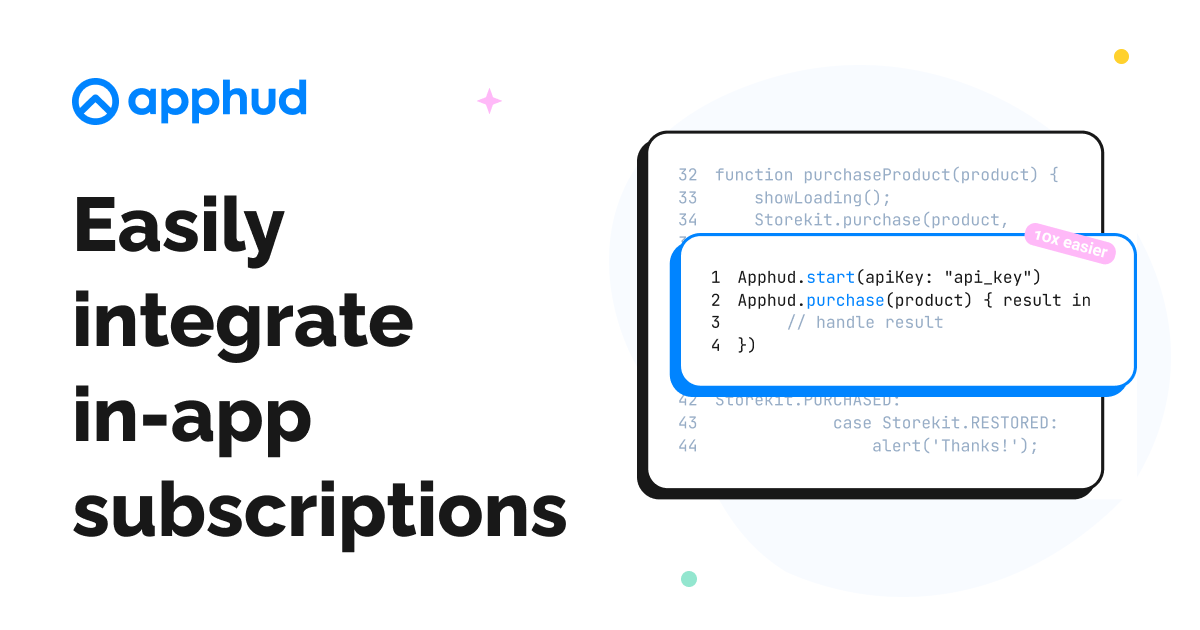 apphud
Easily
integrate
in-app
subscriptions
32 function purchaseProduct(product) {
33 showLoading();
34 Storekit.purchase(product,
10x easier
1 Apphud.start(apiKey: "api_key")
2 Apphud.purchase(product) { result in
3 // handle result
4 })
42 Storekit.PURCHASED:
43 case Storekit.RESTORED:
44 alert('Thanks!');